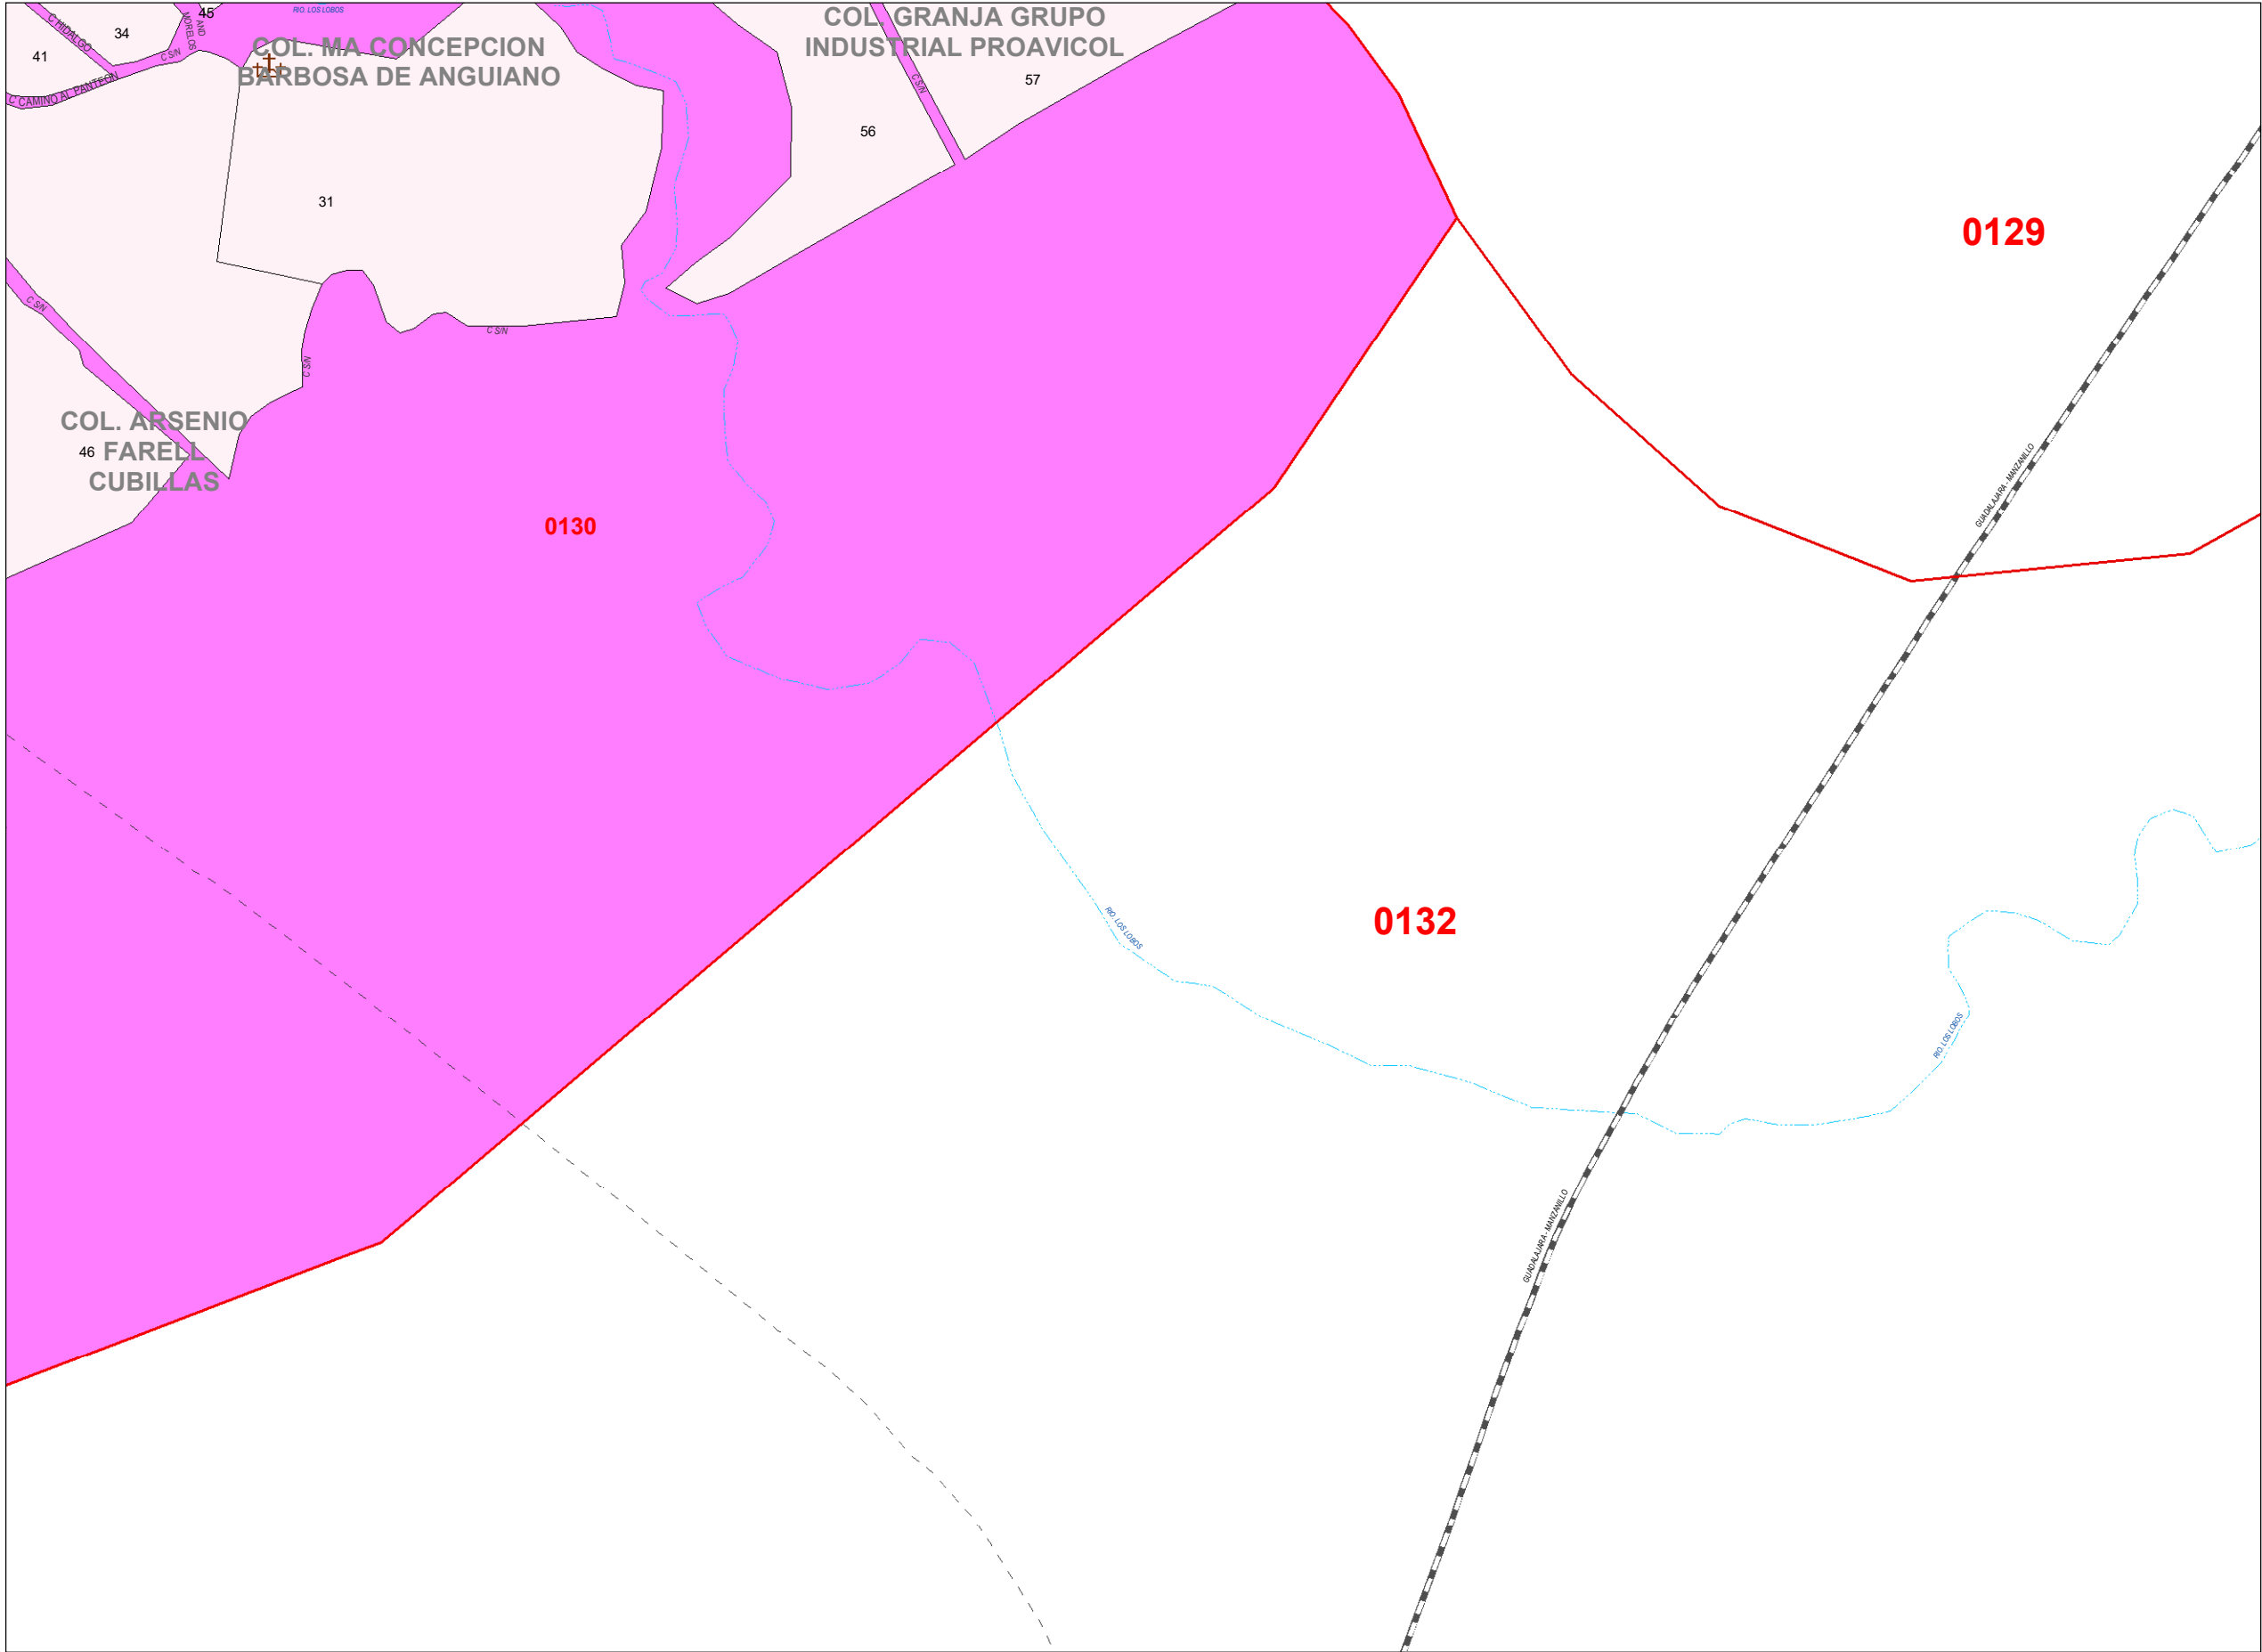 45
RIO. LOS LOBOS
COL. GRANJA GRUPO
INDUSTRIAL PROAVICOL
C HIDALGO
34
AND
MORELOS
COL. MA CONCEPCION
BARBOSA DE ANGUIANO
41
C S/N
C CAMINO AL PANTEON
C S/N
57
56
31
0129
C S/N
C S/N
C S/N
COL. ARSENIO
46 FARELL
CUBILLAS
0130
GUADALAJARA - MANZANILLO
0132
RIO. LOS LOBOS
RIO. LOS LOBOS
GUADALAJARA - MANZANILLO